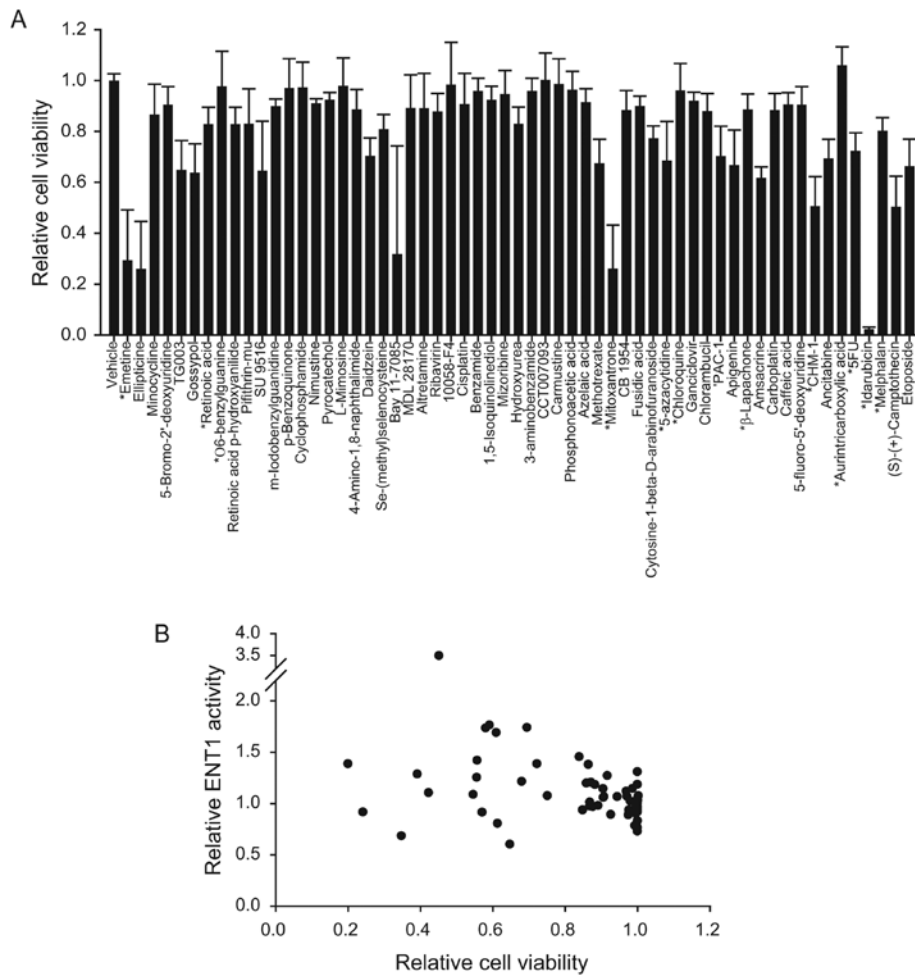 A
1.2
1.0
0.8
0.6
0.4
0.2
0.0
Relative cell viability
Vehicle
*Emetine
Ellipticine
Minocycline
5-Bromo-2'-deoxyuridine
TG003
Gossypol
*Retinoic acid
*O6-benzylguanine
Retinoic acid p-hydroxyanilide
Pifithrin-mu
SU 9516
m-Iodobenzylguanidine
p-Benzoquinone
Cyclophosphamide
Nimustine
Pyrocatechol
L-Mimosine
4-Amino-1,8-naphthalimide
Daidzein
Se-(methyl)selenocysteine
Bay 11-7085
MDL 28170
Altretamine
Ribavirin
10058-F4
Cisplatin
Benzamide
1,5-Isoquinolinediol
Mizoribine
Hydroxyurea
3-aminobenzamide
CCT007093
Carmustine
Phosphonoacetic acid
Azelaic acid
Methotrexate
*Mitoxantrone
CB 1954
Fusidic acid
Cytosine-1-beta-D-arabinofuranoside
*5-azacytidine
*Chloroquine
Ganciclovir
Chlorambucil
*PAC-1
Apigenin
*β-Lapachone
Amsacrine
Carboplatin
Caffeic acid
5-fluoro-5'-deoxyuridine
*CHM-1
Ancitabine
*Aurintricarboxylic acid
*5FU
*Idarubicin
*Melphalan
(S)-(+)-Camptothecin
Etoposide
B
4.0
3.5
2.0
1.5
1.0
0.5
0.0
Relative ENT1 activity
0.0 0.2 0.4 0.6 0.8 1.0 1.2
Relative cell viability